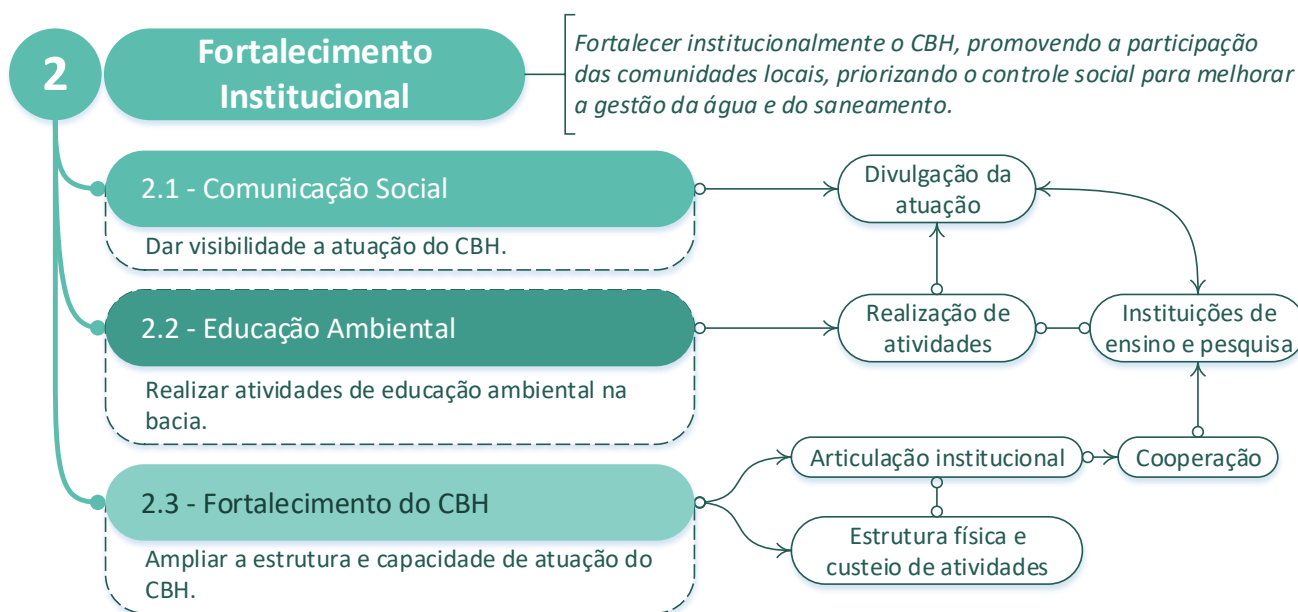 2
Fortalecimento
Institucional
Fortalecer institucionalmente o CBH, promovendo a participação
das comunidades locais, priorizando o controle social para melhorar
a gestão da água e do saneamento.
2.1 - Comunicação Social
Dar visibilidade a atuação do CBH.
Divulgação da
atuação
2.2 - Educação Ambiental
Realizar atividades de educação ambiental na
bacia.
Realização de
atividades
Instituições de
ensino e pesquisa
2.3 - Fortalecimento do CBH
Ampliar a estrutura e capacidade de atuação do
CBH.
Articulação institucional
Cooperação
Estrutura física e
custeio de atividades